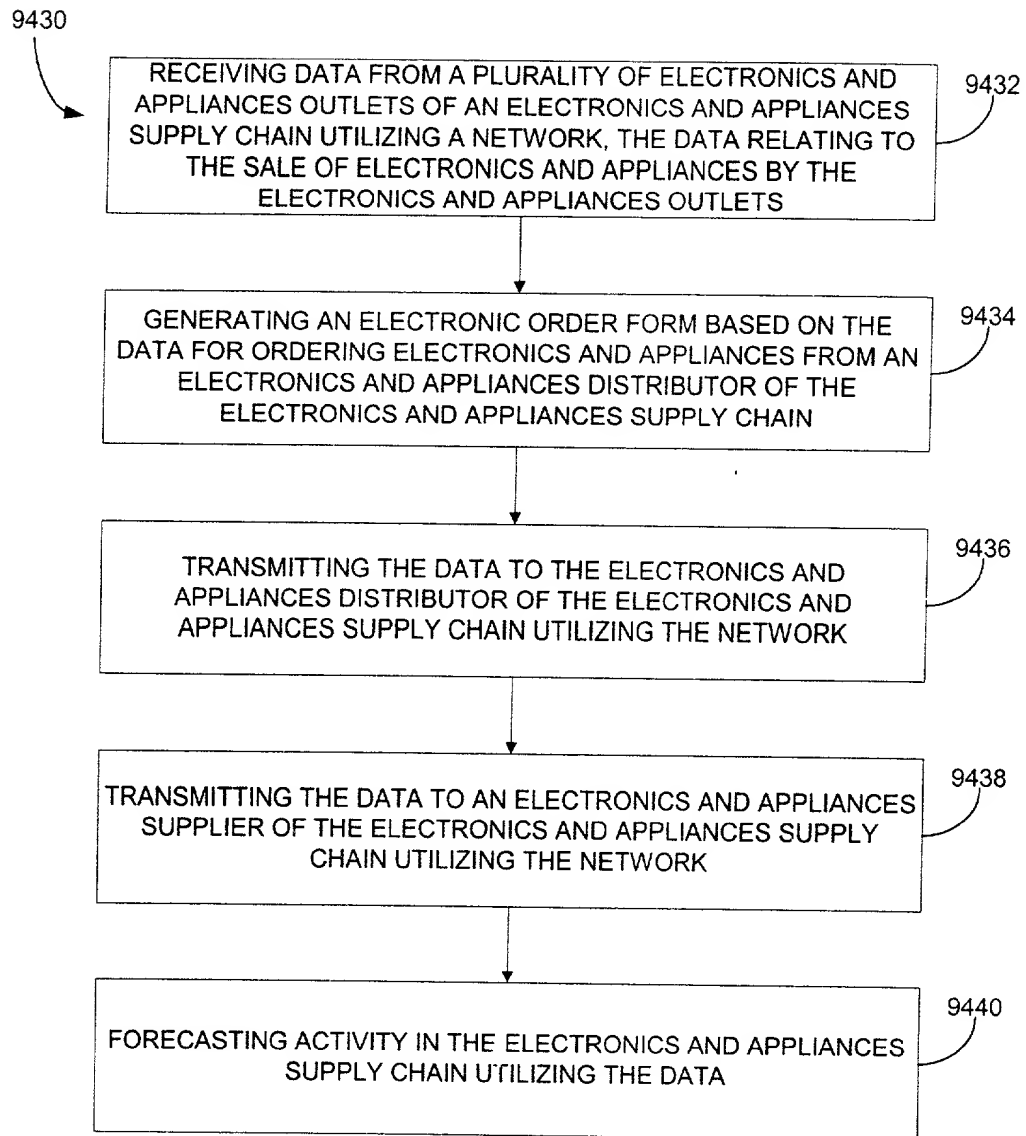 9430
RECEIVING DATA FROM A PLURALITY OF ELECTRONICS AND
APPLIANCES OUTLETS OF AN ELECTRONICS AND APPLIANCES
SUPPLY CHAIN UTILIZING A NETWORK, THE DATA RELATING TO
THE SALE OF ELECTRONICS AND APPLIANCES BY THE
ELECTRONICS AND APPLIANCES OUTLETS
9432
GENERATING AN ELECTRONIC ORDER FORM BASED ON THE
DATA FOR ORDERING ELECTRONICS AND APPLIANCES FROM AN
ELECTRONICS AND APPLIANCES DISTRIBUTOR OF THE
ELECTRONICS AND APPLIANCES SUPPLY CHAIN
9434
TRANSMITTING THE DATA TO THE ELECTRONICS AND
APPLIANCES DISTRIBUTOR OF THE ELECTRONICS AND
APPLIANCES SUPPLY CHAIN UTILIZING THE NETWORK
9436
TRANSMITTING THE DATA TO AN ELECTRONICS AND APPLIANCES
SUPPLIER OF THE ELECTRONICS AND APPLIANCES SUPPLY
CHAIN UTILIZING THE NETWORK
9438
FORECASTING ACTIVITY IN THE ELECTRONICS AND APPLIANCES
SUPPLY CHAIN UTILIZING THE DATA
9440